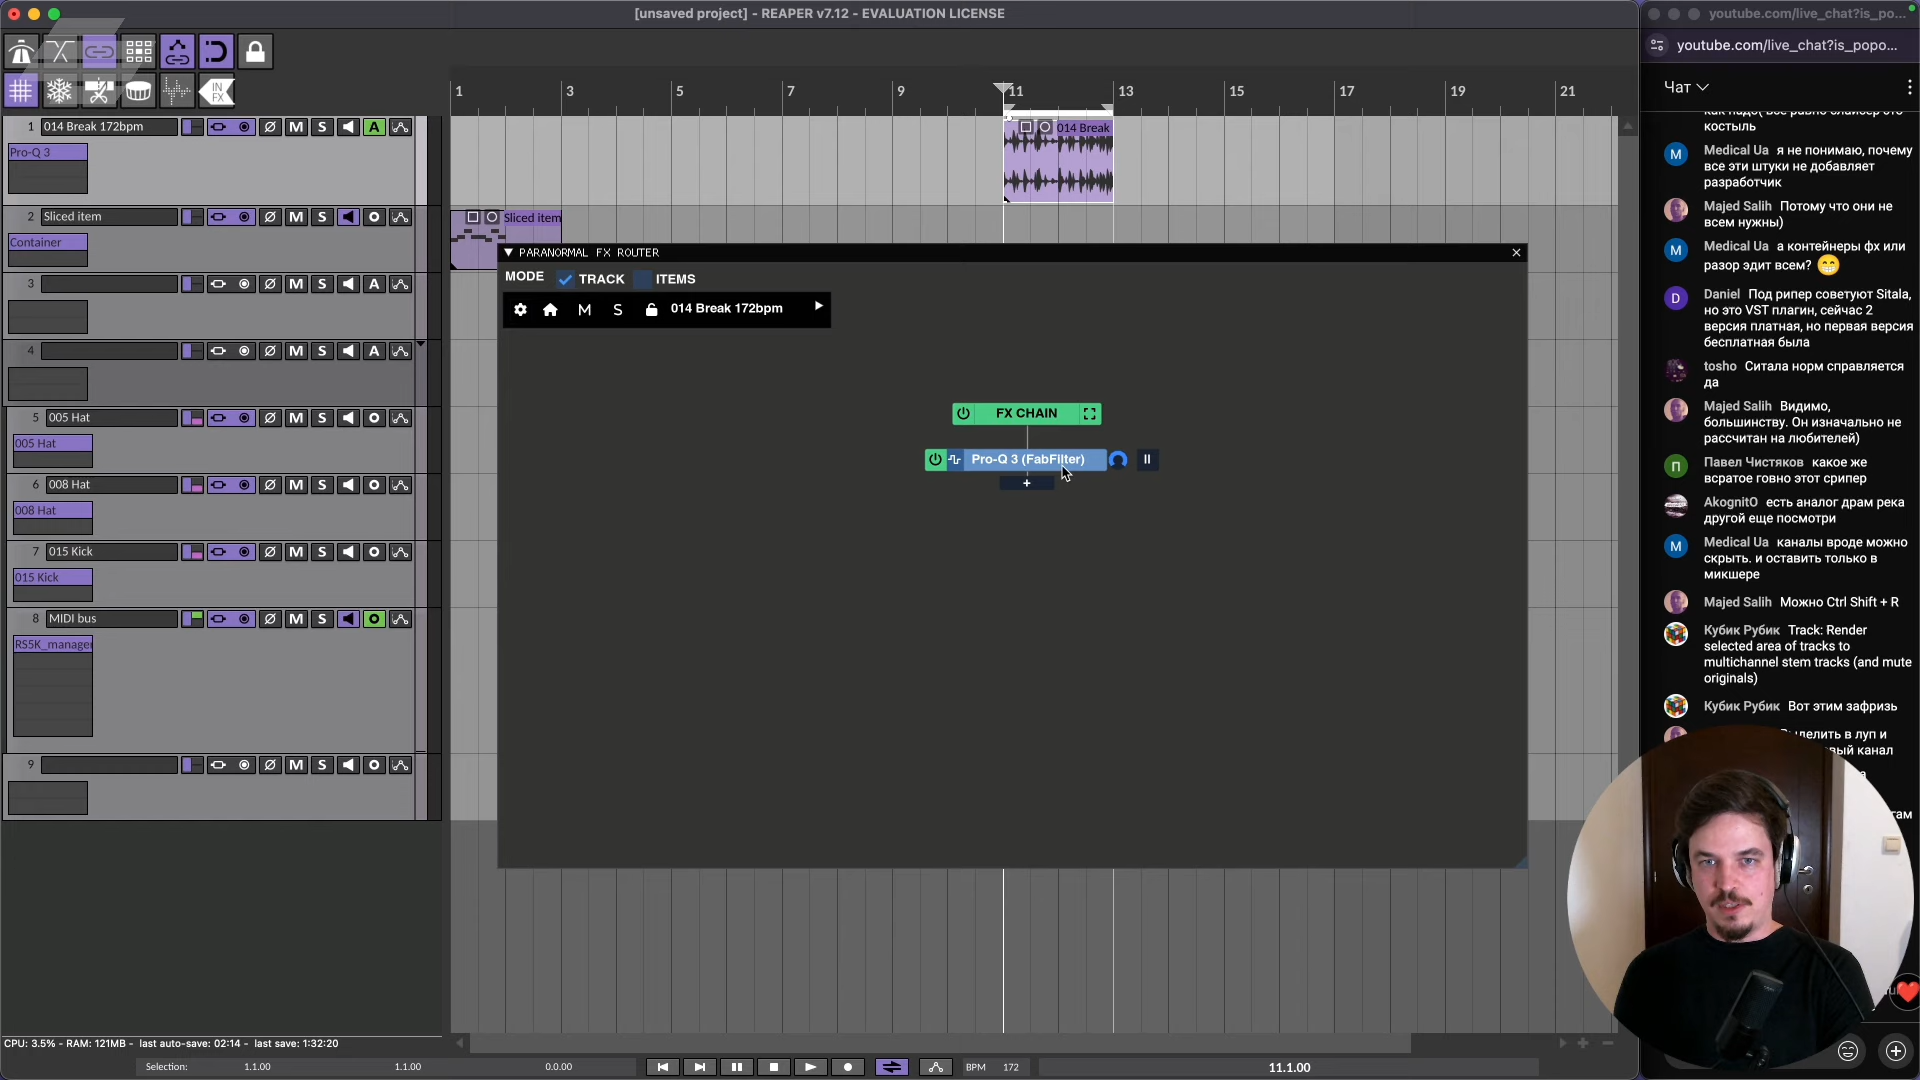 [unsaved project] - REAPER v7.12 - EVALUATION LICENSE
1 3 5 7 9 11 13 15 17 19 21
1 014 Break 172bpm M S A
Pro-Q 3
014 Break
2 Sliced item M S
Container
Sliced item
3 M S A
4 M S A
5 005 Hat M S
005 Hat
6 008 Hat M S
008 Hat
7 015 Kick M S
015 Kick
8 MIDI bus M S
RS5K_manager
9 M S
IN
FX
PARANORMAL FX ROUTER
MODE TRACK ITEMS
M S 014 Break 172bpm
FX CHAIN
Pro-Q 3 (FabFilter)
+
CPU: 3.5% - RAM: 121MB - last auto-save: 02:14 - last save: 1:32:20
Selection: 1.1.00 1.1.00 0.0.00
BPM 172
11.1.00
youtube.com/live_chat?is_po...
youtube.com/live_chat?is_popo...
Чат
костыль
Medical Ua я не понимаю, почему
все эти штуки не добавляет
разработчик
Majed Salih Потому что они не
всем нужны)
Medical Ua а контейнеры фх или
разор эдит всем? 😁
Daniel Под рипер советуют Sitala,
но это VST плагин, сейчас 2
версия платная, но первая версия
бесплатная была
tosho Ситала норм справляется
да
Majed Salih Видимо,
большинству. Он изначально не
рассчитан на любителей)
Павел Чистяков какое же
всратое говно этот срипер
AkognitO есть аналог драм река
другой еще посмотри
Medical Ua каналы вроде можно
скрыть. и оставить только в
микшере
Majed Salih Можно Ctrl Shift + R
Кубик Рубик Track: Render
selected area of tracks to
multichannel stem tracks (and mute
originals)
Кубик Рубик Вот этим зафризь